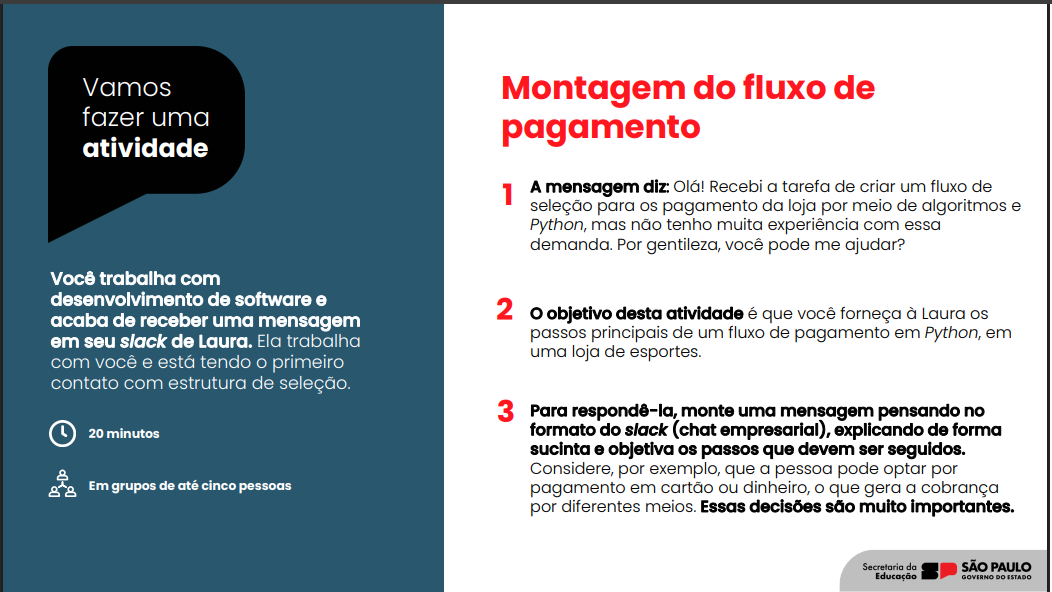 Vamos
fazer uma
atividade
Você trabalha com
desenvolvimento de software e
acaba de receber uma mensagem
em seu slack de Laura. Ela trabalha
com você e está tendo o primeiro
contato com estrutura de seleção.
20 minutos
Em grupos de até cinco pessoas
Montagem do fluxo de
pagamento
1
A mensagem diz: Olá! Recebi a tarefa de criar um fluxo de
seleção para os pagamento da loja por meio de algoritmos e
Python, mas não tenho muita experiência com essa
demanda. Por gentileza, você pode me ajudar?
2
O objetivo desta atividade é que você forneça à Laura os
passos principais de um fluxo de pagamento em Python, em
uma loja de esportes.
3
Para respondê-la, monte uma mensagem pensando no
formato do slack (chat empresarial), explicando de forma
sucinta e objetiva os passos que devem ser seguidos.
Considere, por exemplo, que a pessoa pode optar por
pagamento em cartão ou dinheiro, o que gera a cobrança
por diferentes meios. Essas decisões são muito importantes.
Secretaria da
Educação
SP
SÃO PAULO
GOVERNO DO ESTADO